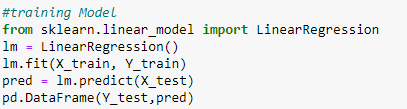 #training Model
from sklearn.linear_model import LinearRegression
lm = LinearRegression()
lm.fit(X_train, Y_train)
pred = lm.predict(X_test)
pd.DataFrame(Y_test,pred)